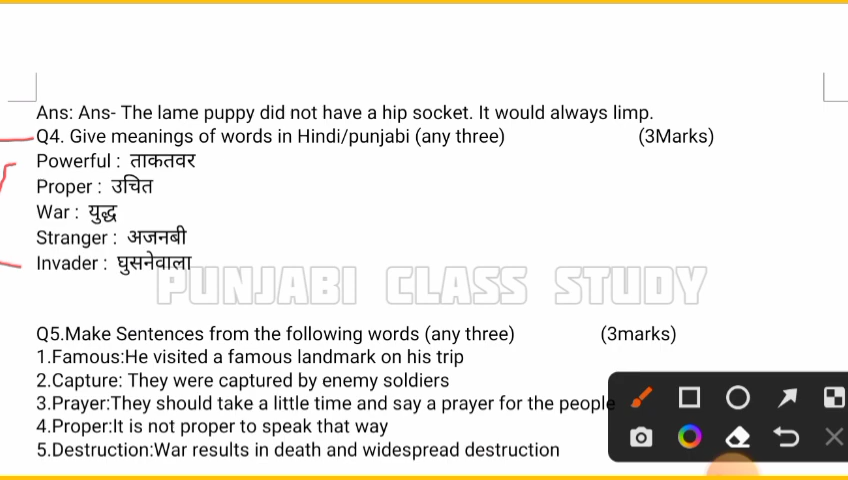 Ans: Ans- The lame puppy did not have a hip socket. It would always limp.
Q4. Give meanings of words in Hindi/punjabi (any three) (3Marks)
Powerful : ताकतवर
Proper : उचित
War : युद्ध
Stranger : अजनबी
Invader : घुसनेवाला
PUNJABI CLASS STUDY
Q5.Make Sentences from the following words (any three) (3marks)
1.Famous:He visited a famous landmark on his trip
2.Capture: They were captured by enemy soldiers
3.Prayer:They should take a little time and say a prayer for the people
4.Proper:It is not proper to speak that way
5.Destruction:War results in death and widespread destruction